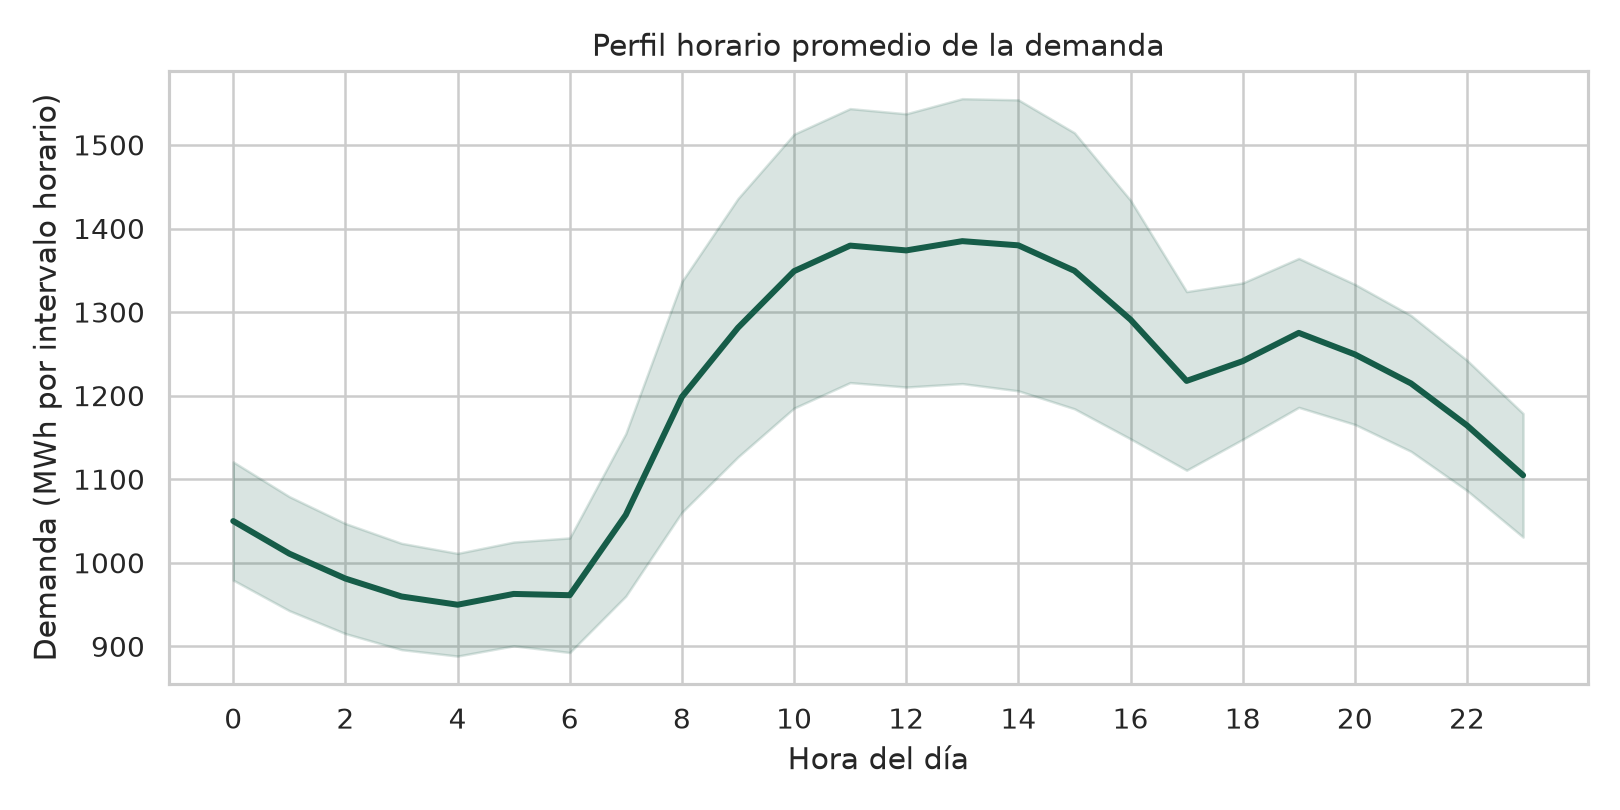 Perfil horario promedio de la demanda
Demanda (MWh por intervalo horario)
1500
1400
1300
1200
1100
1000
900
0 2 4 6 8 10 12 14 16 18 20 22
Hora del día